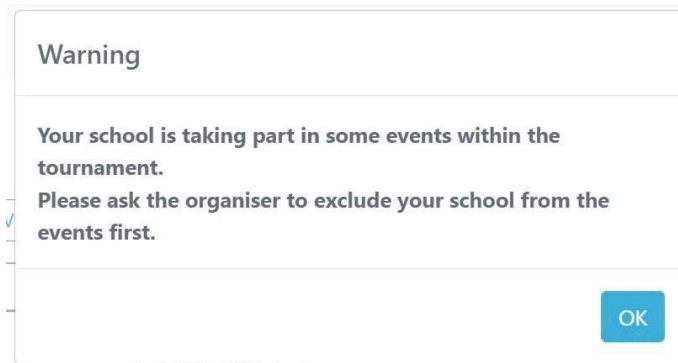 Warning
Your school is taking part in some events within the
tournament.
Please ask the organiser to exclude your school from the
events first.
OK